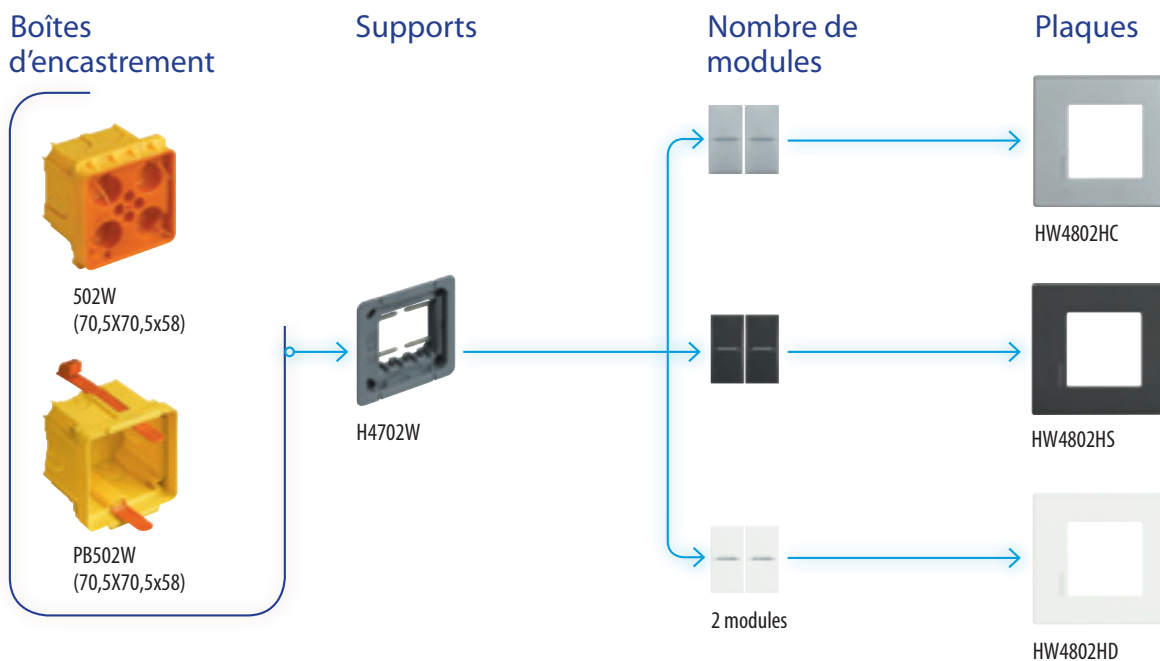 Boîtes
d'encastrement
Supports
Nombre de
modules
Plaques
502W
(70,5X70,5x58)
PB502W
(70,5X70,5x58)
H4702W
2 modules
HW4802HC
HW4802HS
HW4802HD